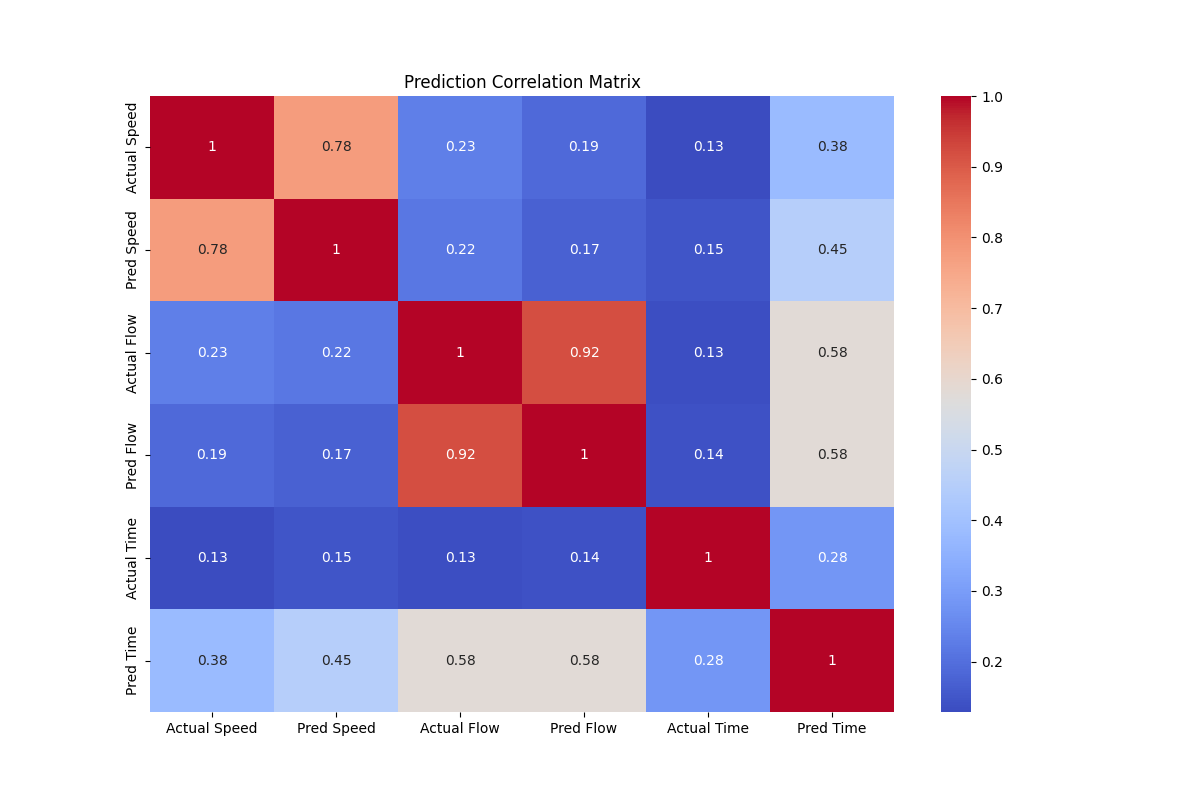 Prediction Correlation Matrix
Actual Speed 1 0.78 0.23 0.19 0.13 0.38
Pred Speed 0.78 1 0.22 0.17 0.15 0.45
Actual Flow 0.23 0.22 1 0.92 0.13 0.58
Pred Flow 0.19 0.17 0.92 1 0.14 0.58
Actual Time 0.13 0.15 0.13 0.14 1 0.28
Pred Time 0.38 0.45 0.58 0.58 0.28 1
Actual Speed Pred Speed Actual Flow Pred Flow Actual Time Pred Time
1.0
0.9
0.8
0.7
0.6
0.5
0.4
0.3
0.2